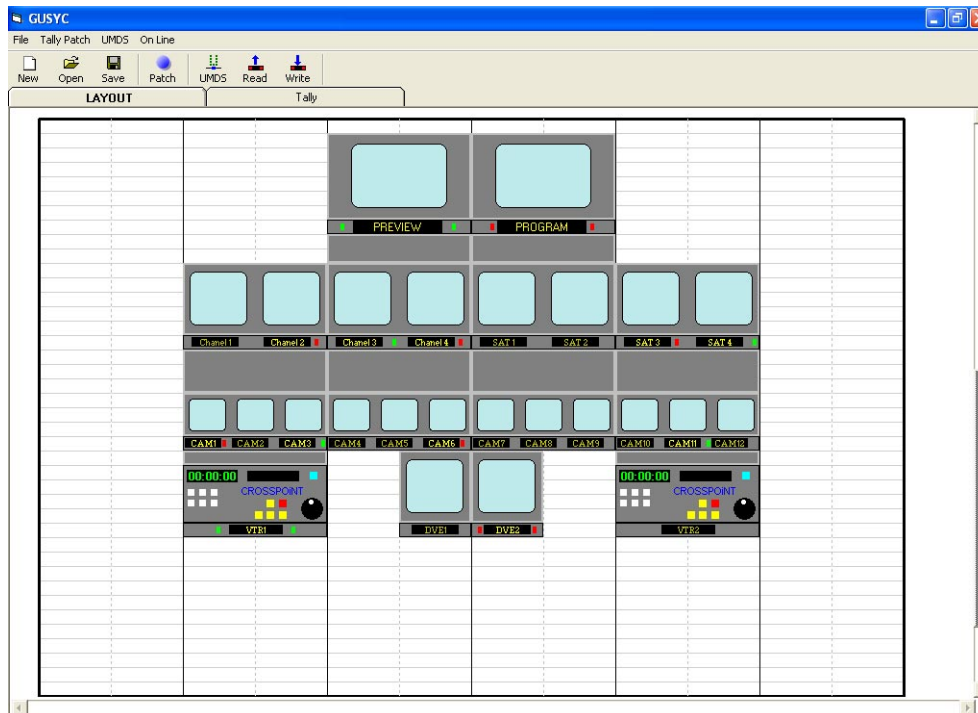 GUSYC
File Tally Patch UMDS On Line
New Open Save Patch UMDS Read Write
LAYOUT Tally
PREVIEW PROGRAM
Chanel 1 Chanel 2 Chanel 3 Chanel 4 SAT 1 SAT 2 SAT 3 SAT 4
CAM1 CAM2 CAM3 CAM4 CAM5 CAM6 CAM7 CAM8 CAM9 CAM10 CAM11 CAM12
00:00:00 00:00:00
CROSSPOINT CROSSPOINT
VTR1 DVE1 DVE2 VTR2